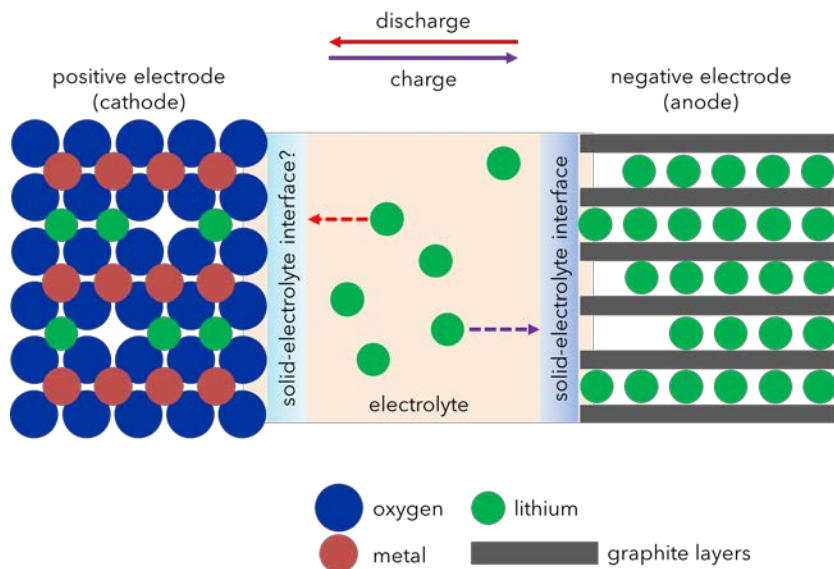 discharge
charge
positive electrode
(cathode)
negative electrode
(anode)
solid-electrolyte interface?
solid-electrolyte interface
electrolyte
oxygen
lithium
metal
graphite layers